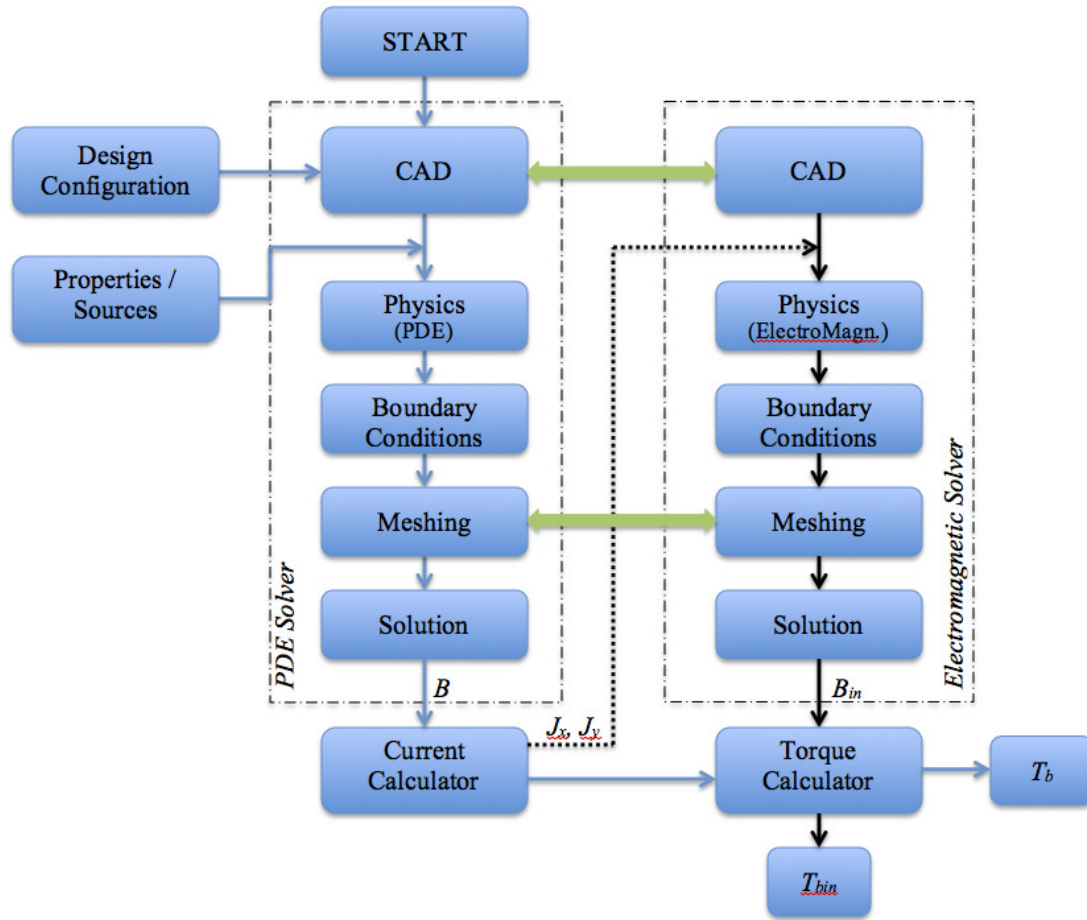 START
Design
Configuration
CAD
CAD
Properties /
Sources
Physics
(PDE)
Physics
(ElectroMagn.)
Boundary
Conditions
Boundary
Conditions
Meshing
Meshing
Solution
Solution
PDE Solver
Electromagnetic Solver
B
Bin
Jx, Jy
Current
Calculator
Torque
Calculator
Tb
Tbin